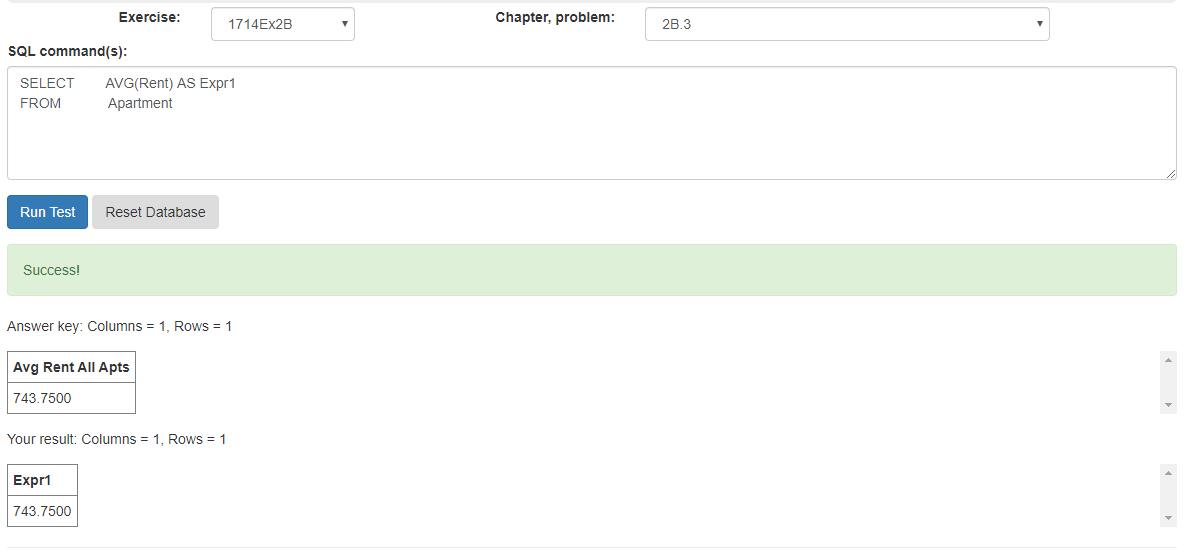 Exercise: 1714Ex2B Chapter, problem: 2B.3
SQL command(s):
SELECT AVG(Rent) AS Expr1
FROM Apartment
Run Test Reset Database
Success!
Answer key: Columns = 1, Rows = 1
Avg Rent All Apts
743.7500
Your result: Columns = 1, Rows = 1
Expr1
743.7500